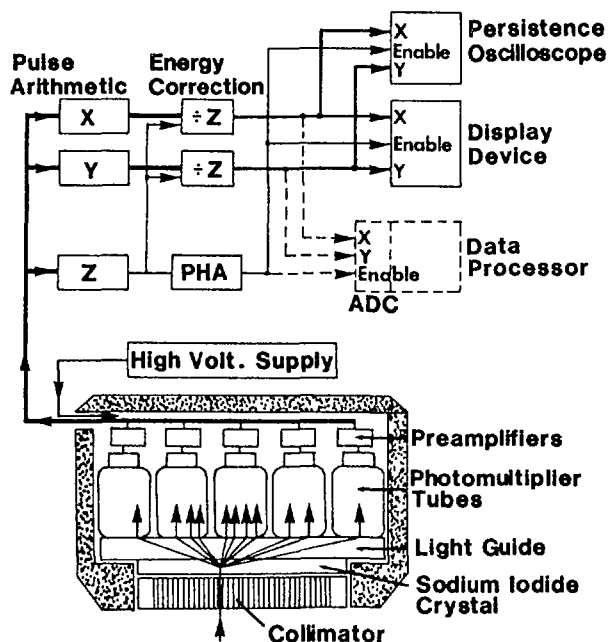 Pulse
Arithmetic
Energy
Correction
X
Enable
Y
Persistence
Oscilloscope
X
÷Z
Y
÷Z
X
Enable
Y
Display
Device
Z
PHA
X
Y
Enable
ADC
Data
Processor
High Volt. Supply
Preamplifiers
Photomultiplier
Tubes
Light Guide
Sodium Iodide
Crystal
Collimator